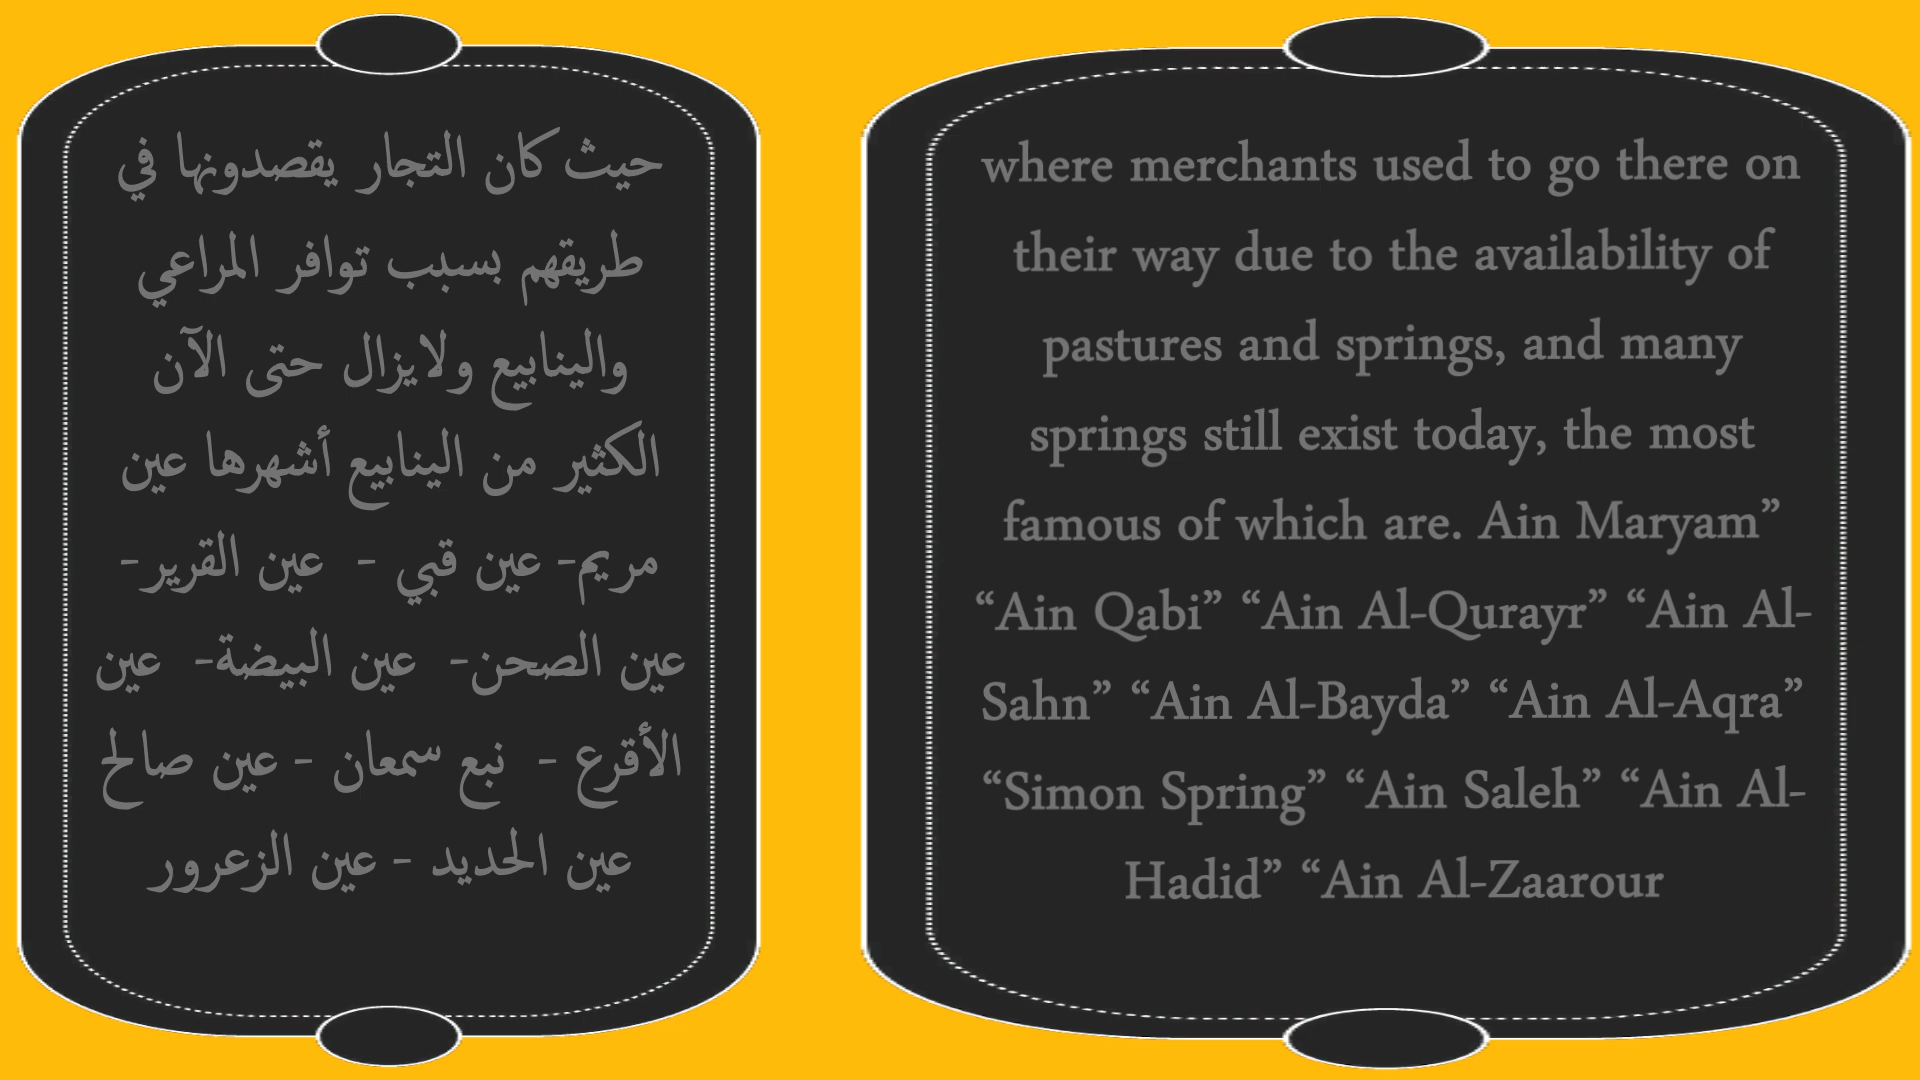 حيث كان التجار يقصدونها في
طريقهم بسبب توافر المراعي
والينابيع ولايزال حتى الآن
الكثير من الينابيع أشهرها عين
مريم- عين قبي - عين القرير-
عين الصحن- عين البيضة- عين
الأقرع - نبع سمعان - عين صالح
عين الحديد - عين الزعرور
where merchants used to go there on
their way due to the availability of
pastures and springs, and many
springs still exist today, the most
famous of which are. Ain Maryam”
“Ain Qabi” “Ain Al-Qurayr” “Ain Al-
Sahn” “Ain Al-Bayda” “Ain Al-Aqra”
“Simon Spring” “Ain Saleh” “Ain Al-
Hadid” “Ain Al-Zaarour